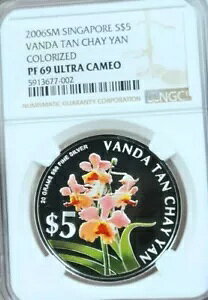 2006SM SINGAPORE S$5
VANDA TAN CHAY YAN
COLORIZED
PF 69 ULTRA CAMEO
5913677-002
NUMISMATIC GUARANTY CORPORATION
NGC
20 GRAMS 999 FINE SILVER
VANDA TAN CHAY YAN
$5